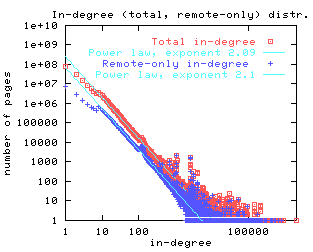 In-degree (total, remote-only) distr.
1e+10
1e+09
1e+08
1e+07
1e+06
100000
10000
1000
100
10
1
number of pages
Total in-degree
Power law, exponent 2.09
Remote-only in-degree
Power law, exponent 2.1
1 10 100 100000
in-degree